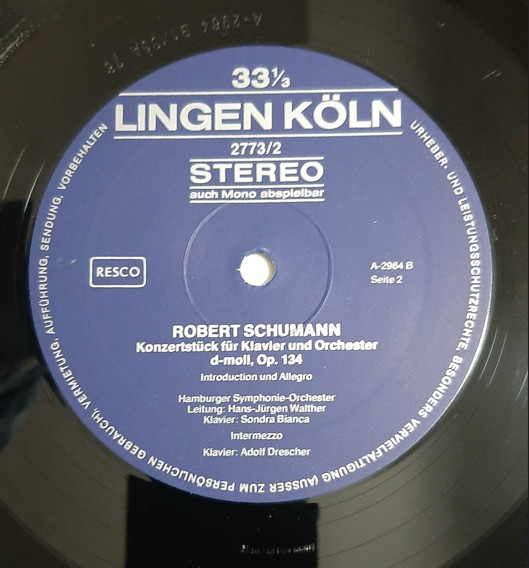 33⅓
LINGEN KÖLN
2773/2
STEREO
auch Mono abspielbar
RESCO
A-2964 B
Seite 2
ROBERT SCHUMANN
Konzertstück für Klavier und Orchester
d-moll, Op. 134
Introduction und Allegro
Hamburger Symphonie-Orchester
Leitung: Hans-Jürgen Walther
Klavier: Sondra Bianca
Intermezzo
Klavier: Adolf Drescher
URHEBER- UND LEISTUNGSSCHUTZRECHTE, BESONDERS VERVIELFÄLTIGUNG (AUSSER ZUM PERSÖNLICHEN GEBRAUCH), VERMIETUNG, AUFFÜHRUNG, SENDUNG, VORBEHALTEN